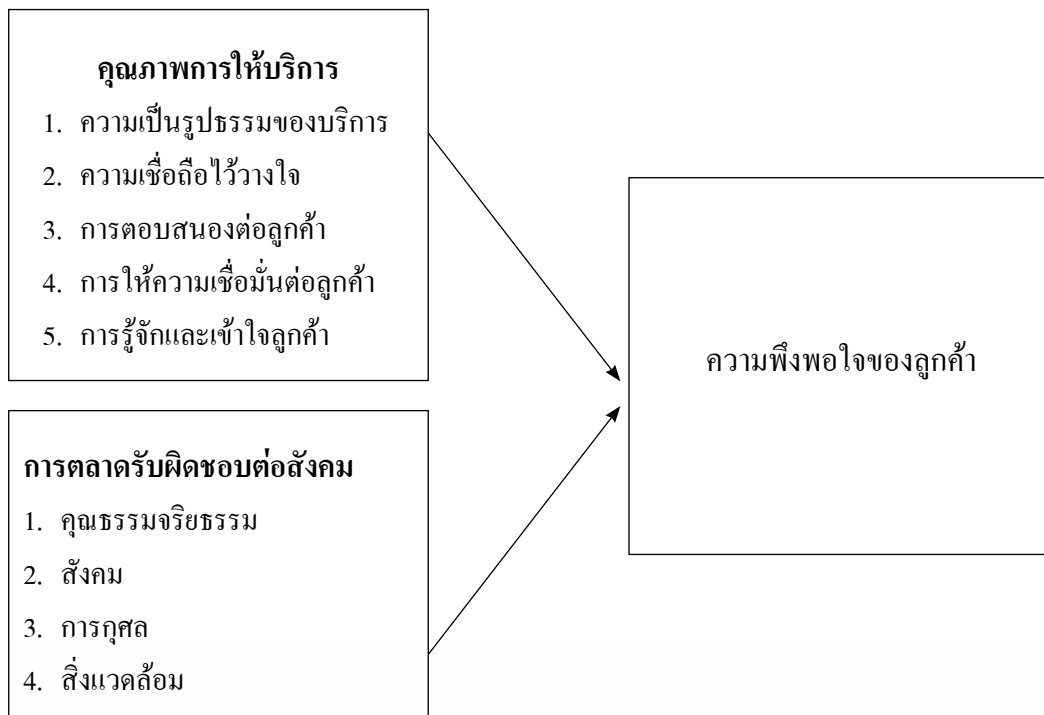 คุณภาพการให้บริการ
1. ความเป็นรูปธรรมของบริการ
2. ความเชื่อถือไว้วางใจ
3. การตอบสนองต่อลูกค้า
4. การให้ความเชื่อมั่นต่อลูกค้า
5. การรู้จักและเข้าใจลูกค้า
ความพึงพอใจของลูกค้า
การตลาดรับผิดชอบต่อสังคม
1. คุณธรรมจริยธรรม
2. สังคม
3. การกุศล
4. สิ่งแวดล้อม